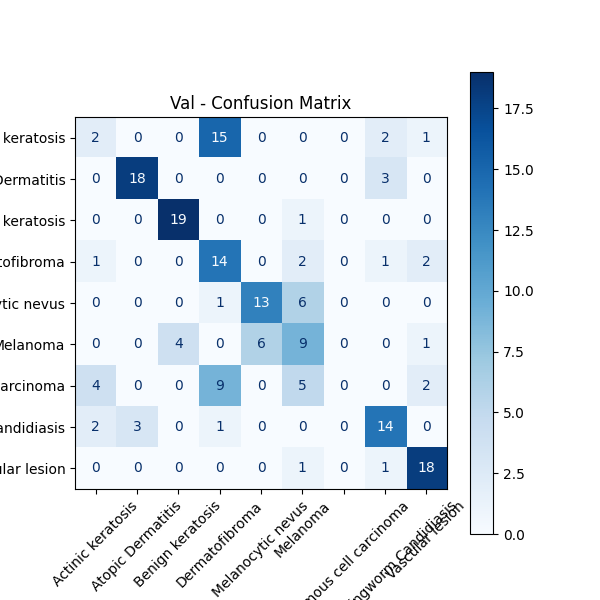 Val - Confusion Matrix
keratosis 2 0 0 15 0 0 0 2 1
Dermatitis 0 18 0 0 0 0 0 3 0
keratosis 0 0 19 0 0 1 0 0 0
tofibroma 1 0 0 14 0 2 0 1 2
ytic nevus 0 0 0 1 13 6 0 0 0
Melanoma 0 0 4 0 6 9 0 0 1
arcinoma 4 0 0 9 0 5 0 0 2
andidiasis 2 3 0 1 0 0 0 14 0
ular lesion 0 0 0 0 0 1 0 1 18
Actinic keratosis
Atopic Dermatitis
Benign keratosis
Dermatofibroma
Melanocytic nevus
Melanoma
mous cell carcinoma
ngworm Candidiasis
Vascular lesion
17.5
15.0
12.5
10.0
7.5
5.0
2.5
0.0